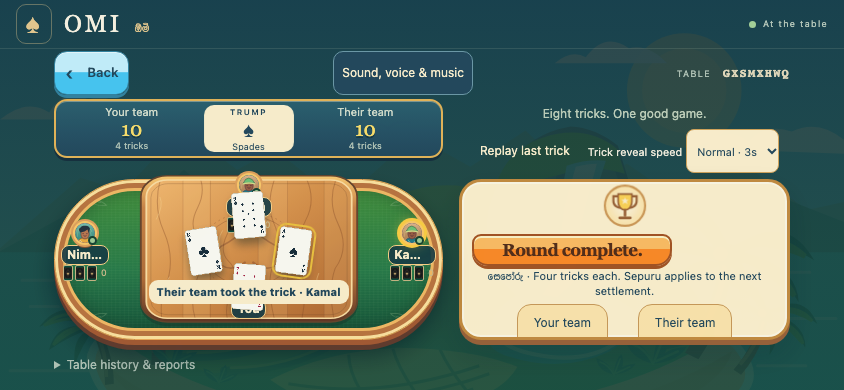 OMI ඔමි
At the table
Back
Sound, voice & music
TABLE GXSMXHWQ
Your team
10
4 tricks
TRUMP
♠
Spades
Their team
10
4 tricks
Eight tricks. One good game.
Replay last trick
Trick reveal speed
Normal · 3s
Nim...
0
Ka...
0
Their team took the trick · Kamal
Round complete.
· Four tricks each. Sepuru applies to the next
settlement.
Your team
Their team
Table history & reports